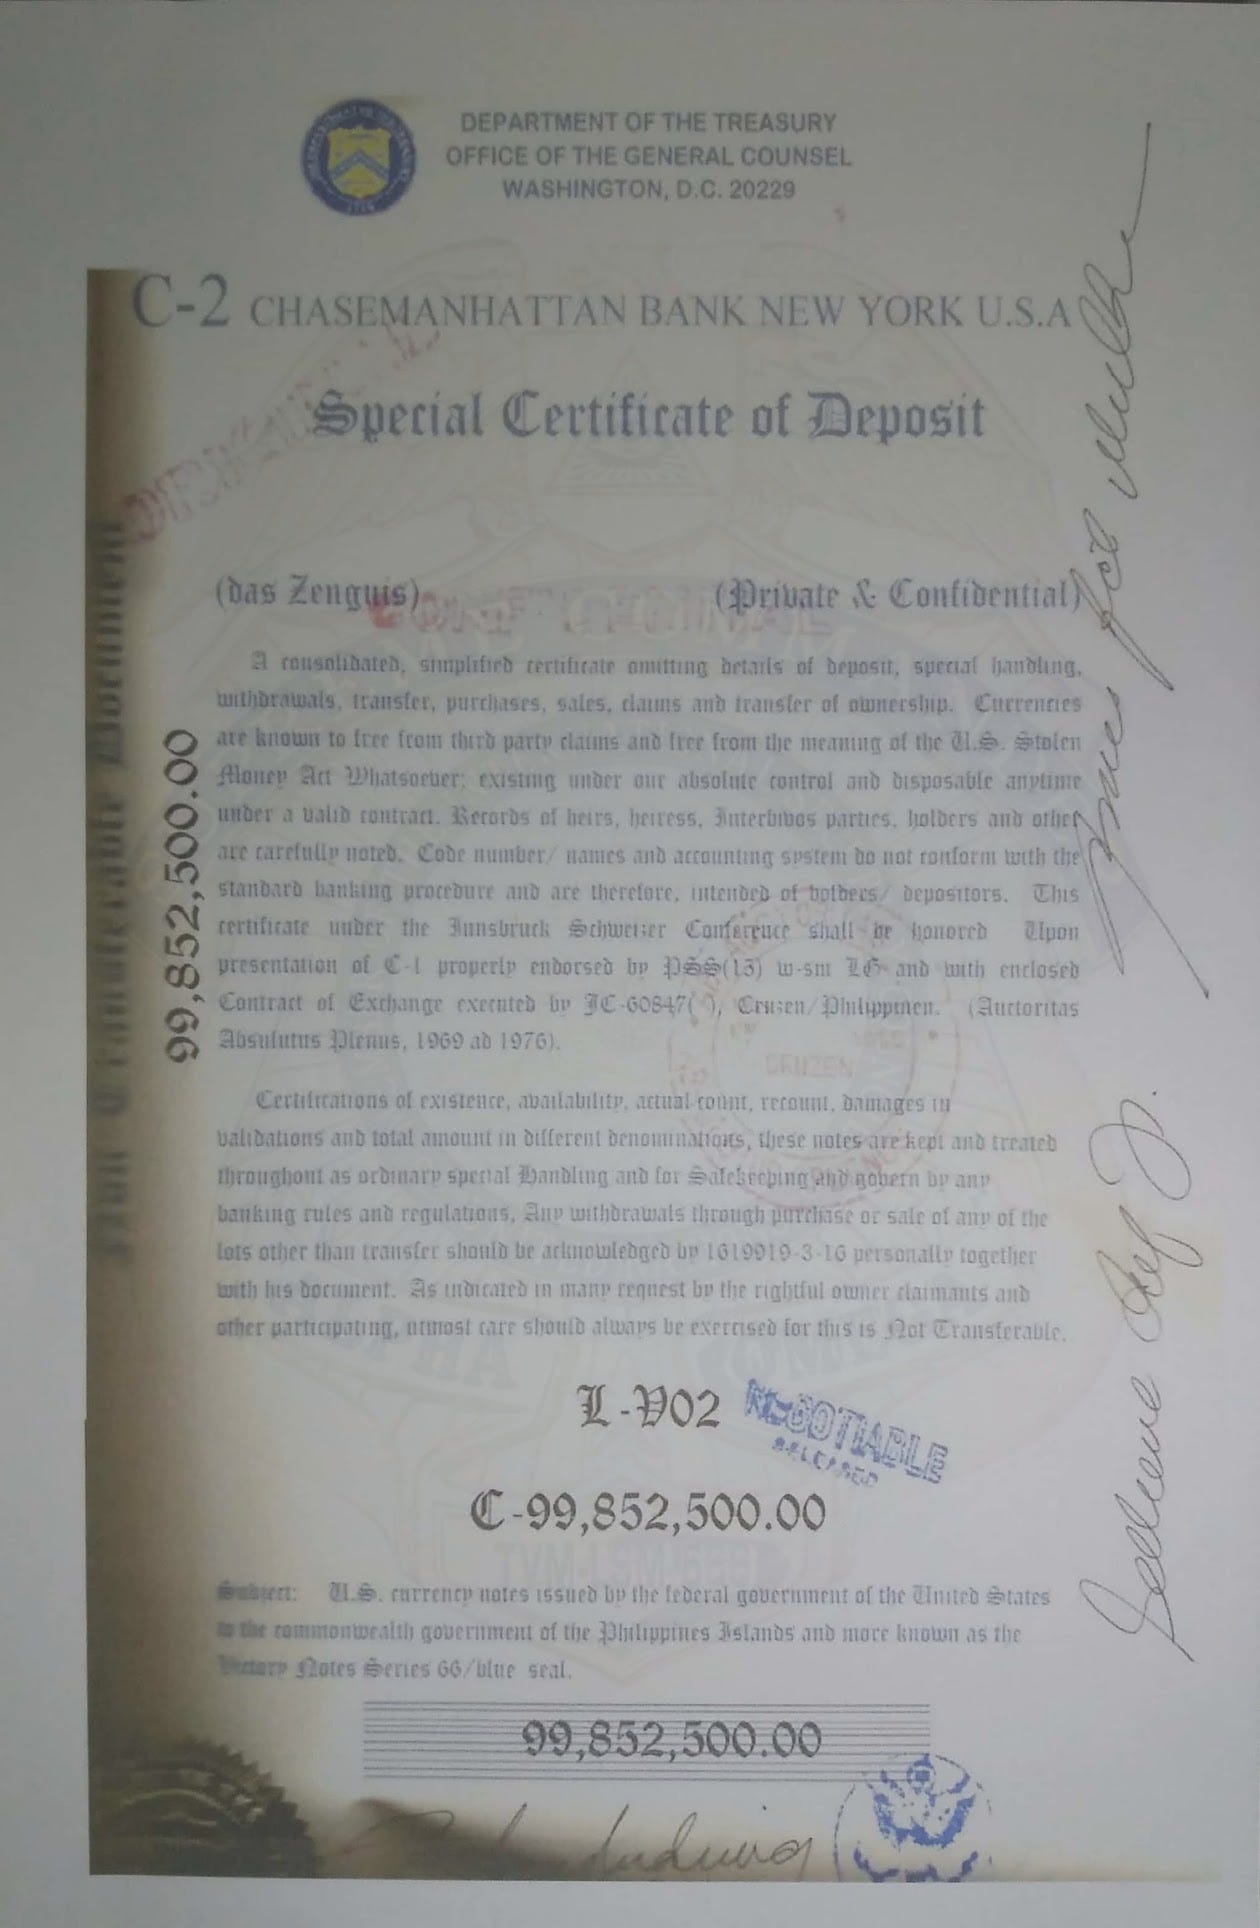 DEPARTMENT OF THE TREASURY
OFFICE OF THE GENERAL COUNSEL
WASHINGTON, D.C. 20229
C-2 CHASEMANHATTAN BANK NEW YORK U.S.A
Special Certificate of Deposit
(das Zenguis) (Private & Confidential)
A consolidated, simplified certificate omitting details of deposit, special handling,
withdrawals, transfer, purchases, sales, claims and transfer of ownership. Currencies
are known to free from third party claims and free from the meaning of the U.S. Stolen
Money Act Whatsoever; existing under our absolute control and disposable anytime
under a valid contract. Records of heirs, heiress, Interbivos parties, holders and other
are carefully noted. Code number/ names and accounting system do not conform with the
standard banking procedure and are therefore, intended of holders/ depositors. This
certificate under the Innsbruck Schweizer Conference shall be honored Upon
presentation of C-1 properly endorsed by PSS(15) w-sm LG and with enclosed
Contract of Exchange executed by JC-60847( ), Cruzen/Philippinen. (Auctoritas
Absulutus Plenus, 1969 ad 1976).
Certifications of existence, availability, actual count, recount, damages in
validations and total amount in different denominations, these notes are kept and treated
throughout as ordinary special Handling and for Safekeeping and govern by any
banking rules and regulations, Any withdrawals through purchase or sale of any of the
lots other than transfer should be acknowledged by 1619919-3-16 personally together
with his document. As indicated in many request by the rightful owner claimants and
other participating, utmost care should always be exercised for this is Not Transferable.
99,852,500.00
Document
L-V02
NEGOTIABLE
RELEASED
C-99,852,500.00
TVM-LSM-666
Subject: U.S. currency notes issued by the federal government of the United States
to the commonwealth government of the Philippines Islands and more known as the
Victory Notes Series 66/blue seal.
99,852,500.00
CRUZEN